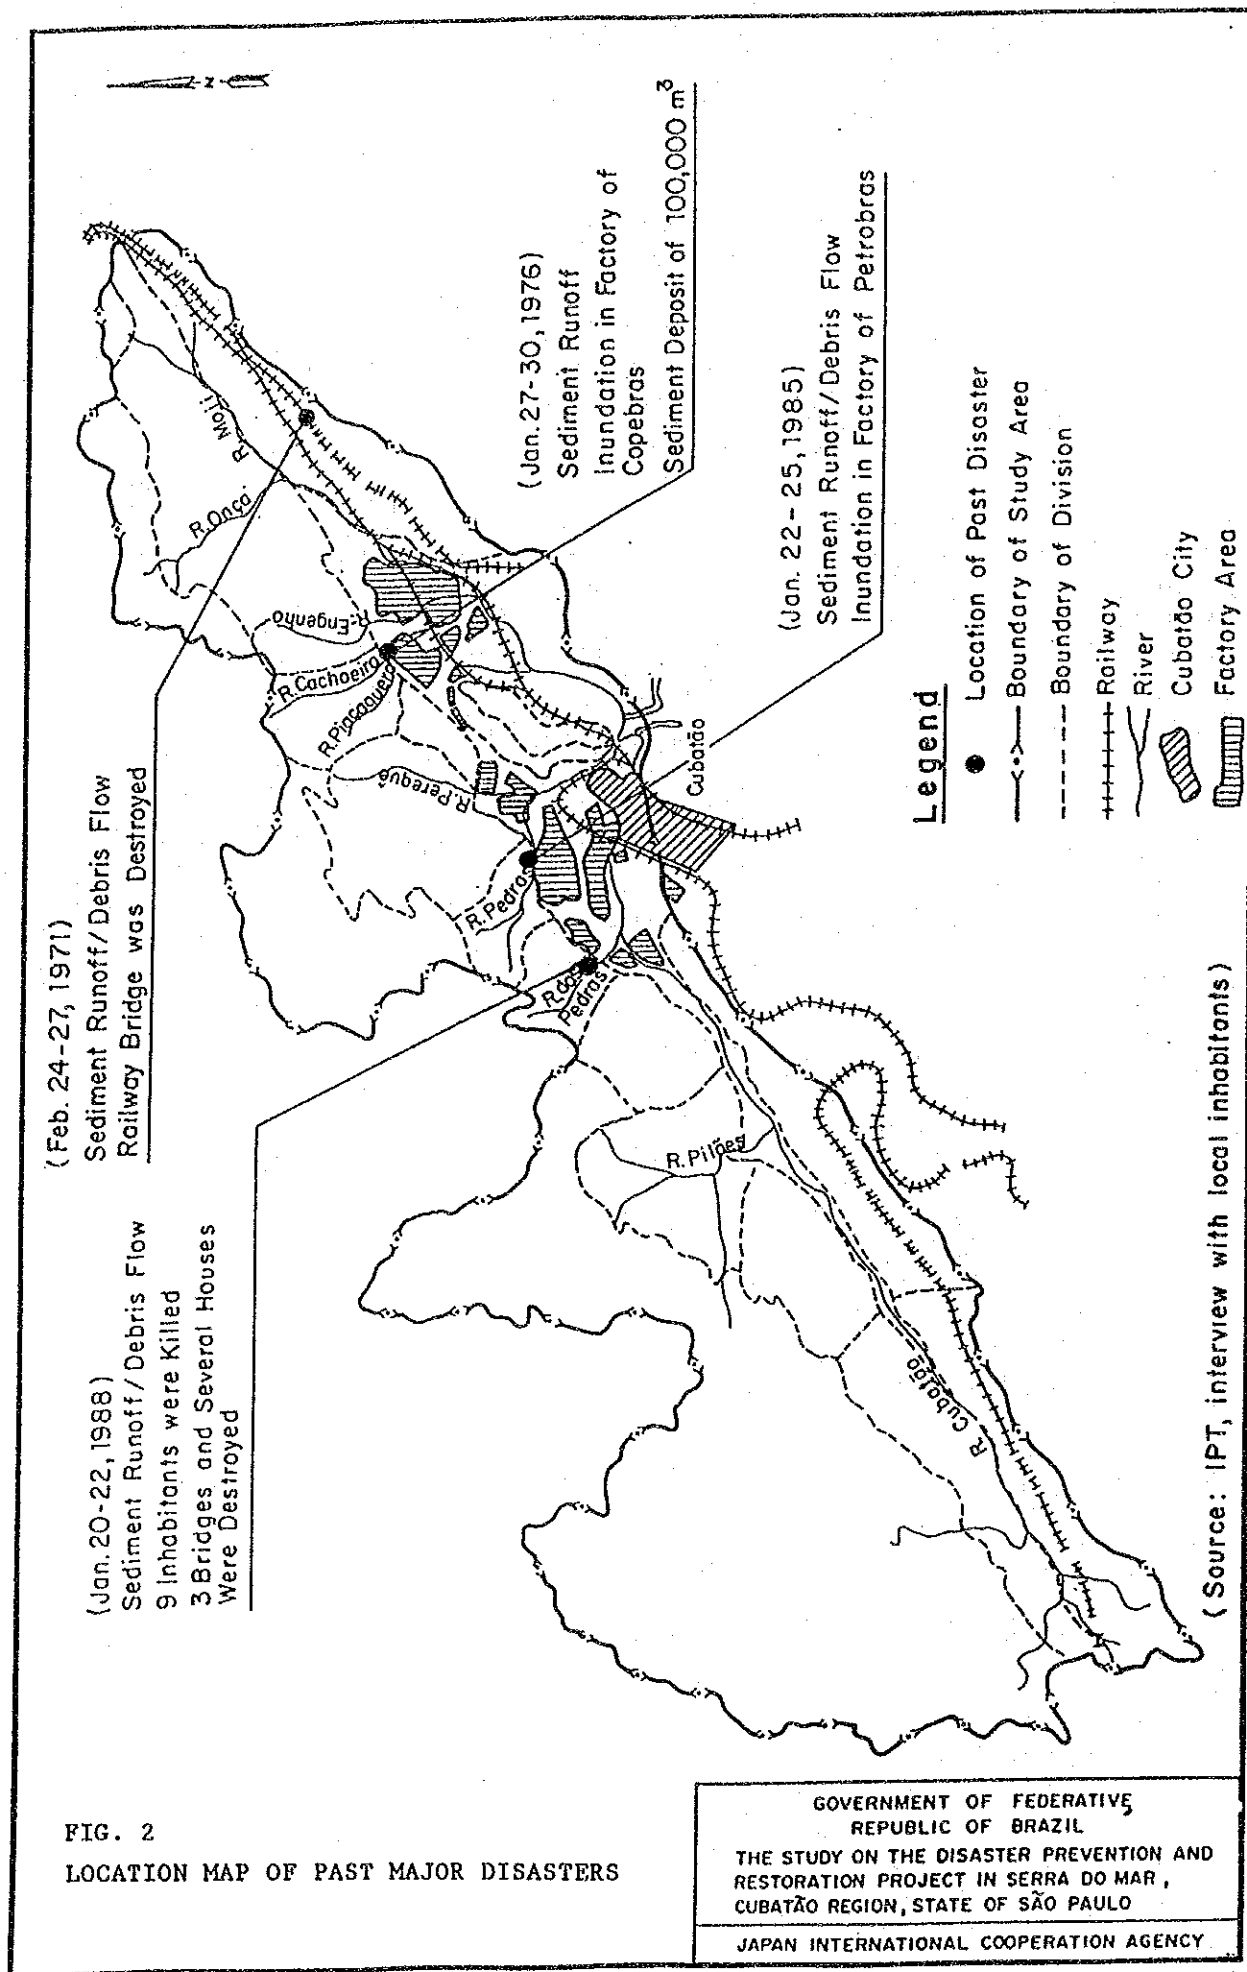 Z
(Feb. 24-27, 1971)
Sediment Runoff/Debris Flow
Railway Bridge was Destroyed
(Jan. 27-30, 1976)
Sediment Runoff
Inundation in Factory of
Copebras
Sediment Deposit of 100,000 m³
(Jan. 22-25, 1985)
Sediment Runoff/Debris Flow
Inundation in Factory of Petrobras
(Jan. 20-22, 1988)
Sediment Runoff/Debris Flow
9 Inhabitants were Killed
3 Bridges and Several Houses
Were Destroyed
R. Moji
R. Onça
R. Engenho
R. Cachoeira
R. Piaçaguera
R. Perequê
R. Pedras
R. das
Pedras
R. Pilões
R. Cubatão
Cubatão
Legend
Location of Past Disaster
Boundary of Study Area
Boundary of Division
Railway
River
Cubatão City
Factory Area
(Source: IPT, interview with local inhabitants)
FIG. 2
LOCATION MAP OF PAST MAJOR DISASTERS
GOVERNMENT OF FEDERATIVE
REPUBLIC OF BRAZIL
THE STUDY ON THE DISASTER PREVENTION AND
RESTORATION PROJECT IN SERRA DO MAR,
CUBATÃO REGION, STATE OF SÃO PAULO
JAPAN INTERNATIONAL COOPERATION AGENCY